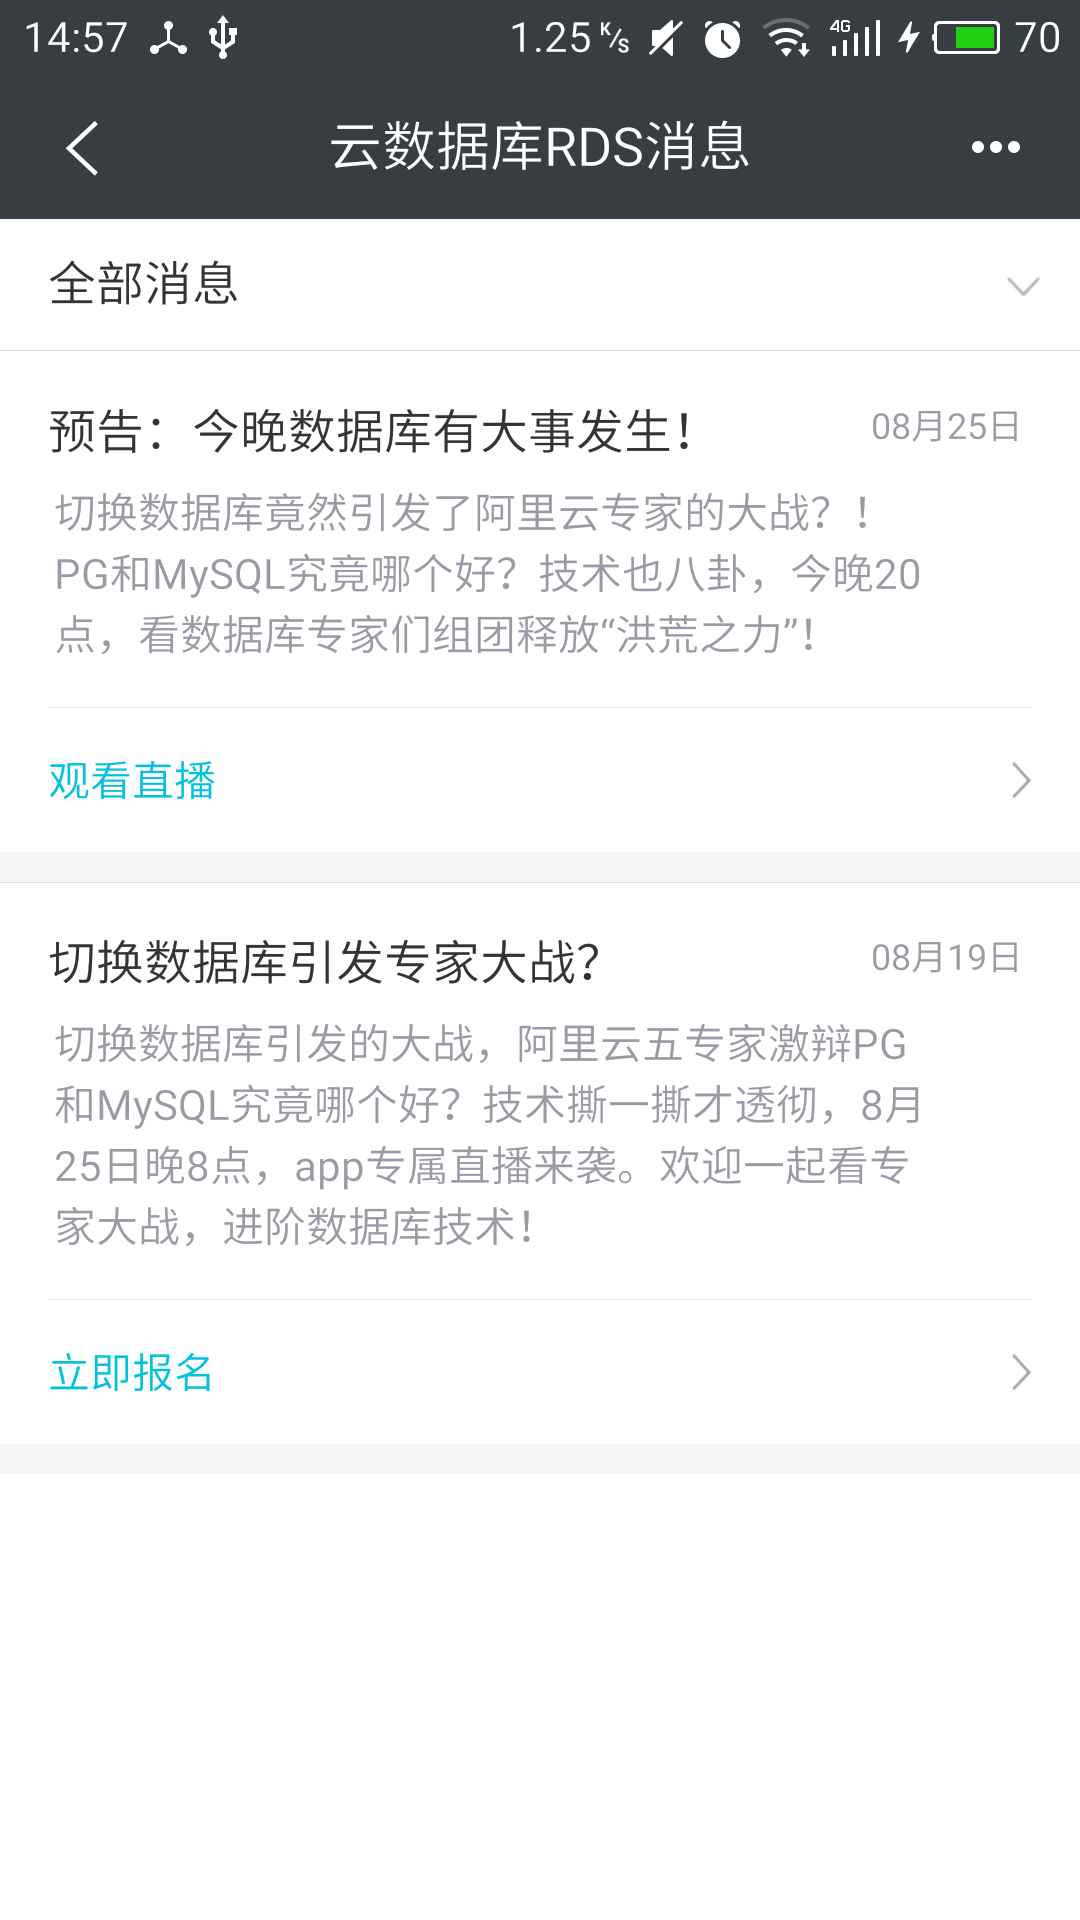 14:57 1.25 K/s 4G 70
云数据库RDS消息
全部消息
预告：今晚数据库有大事发生！ 08月25日
切换数据库竟然引发了阿里云专家的大战？！
PG和MySQL究竟哪个好？技术也八卦，今晚20
点，看数据库专家们组团释放“洪荒之力”！
观看直播
切换数据库引发专家大战？ 08月19日
切换数据库引发的大战，阿里云五专家激辩PG
和MySQL究竟哪个好？技术撕一撕才透彻，8月
25日晚8点，app专属直播来袭。欢迎一起看专
家大战，进阶数据库技术！
立即报名